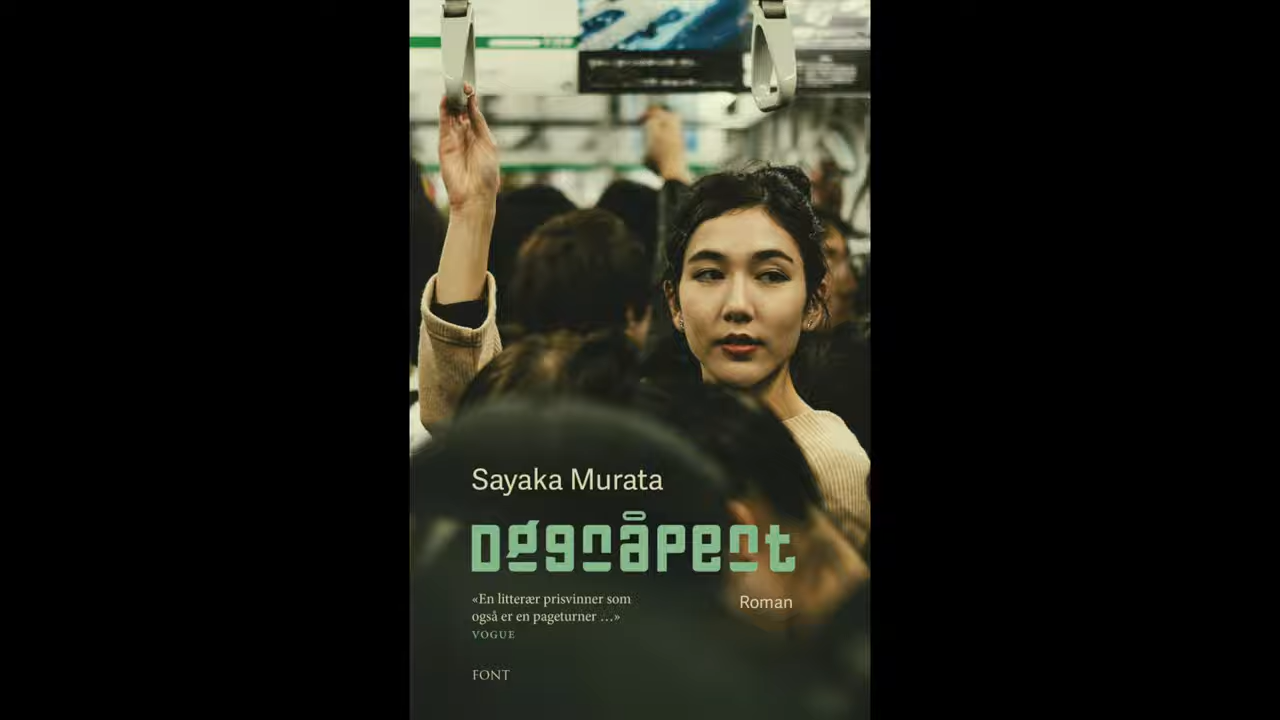 Sayaka Murata
Døgnåpent
«En litterær prisvinner som
også er en pageturner ...»
VOGUE
Roman
FONT